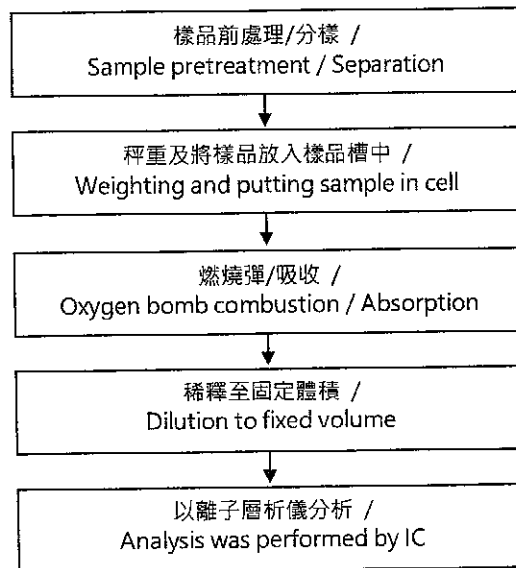 樣品前處理/分樣 /
Sample pretreatment / Separation
秤重及將樣品放入樣品槽中 /
Weighting and putting sample in cell
燃燒彈/吸收 /
Oxygen bomb combustion / Absorption
稀釋至固定體積 /
Dilution to fixed volume
以離子層析儀分析 /
Analysis was performed by IC